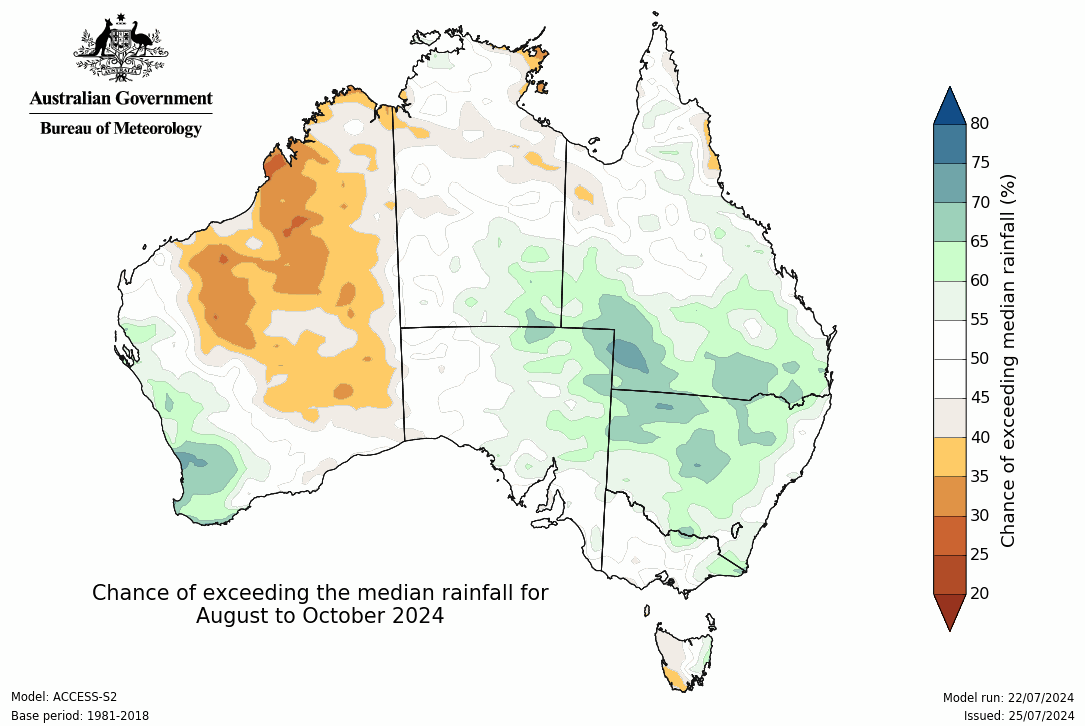 Australian Government
Bureau of Meteorology
80
75
70
65
60
55
50
45
40
35
30
25
20
Chance of exceeding median rainfall (%)
Chance of exceeding the median rainfall for
August to October 2024
Model: ACCESS-S2
Base period: 1981-2018
Model run: 22/07/2024
Issued: 25/07/2024